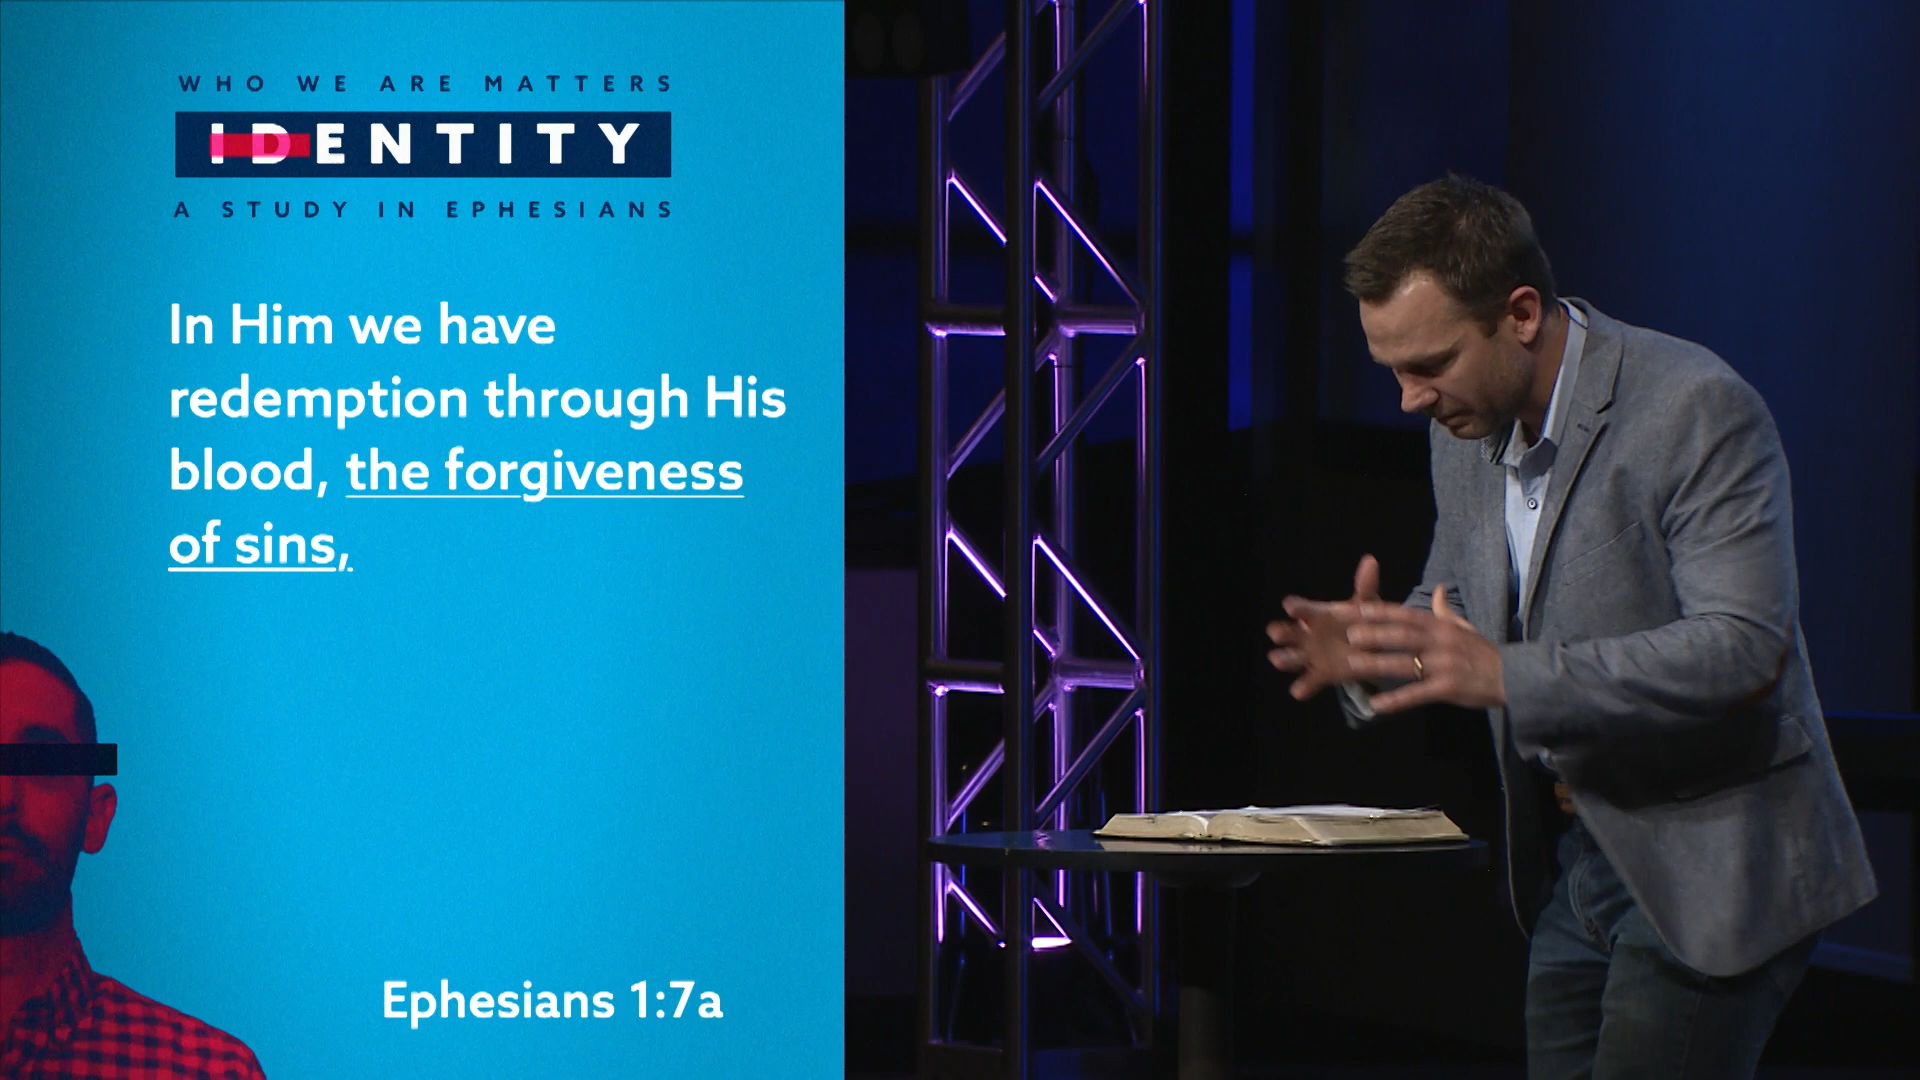 WHO WE ARE MATTERS
IDENTITY
A STUDY IN EPHESIANS
In Him we have
redemption through His
blood, the forgiveness
of sins,
Ephesians 1:7a